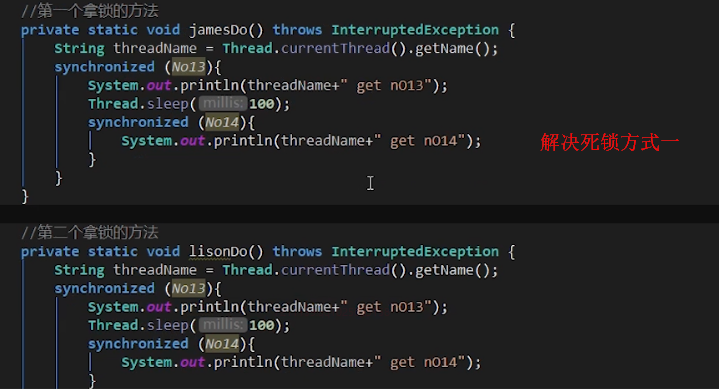 //第一个拿锁的方法
private static void jamesDo() throws InterruptedException {
String threadName = Thread.currentThread().getName();
synchronized (No13){
System.out.println(threadName+" get nO13");
Thread.sleep( millis: 100);
synchronized (No14){
System.out.println(threadName+" get nO14");
}
}
}
解决死锁方式一
//第二个拿锁的方法
private static void lisonDo() throws InterruptedException {
String threadName = Thread.currentThread().getName();
synchronized (No13){
System.out.println(threadName+" get nO13");
Thread.sleep( millis: 100);
synchronized (No14){
System.out.println(threadName+" get nO14");
}